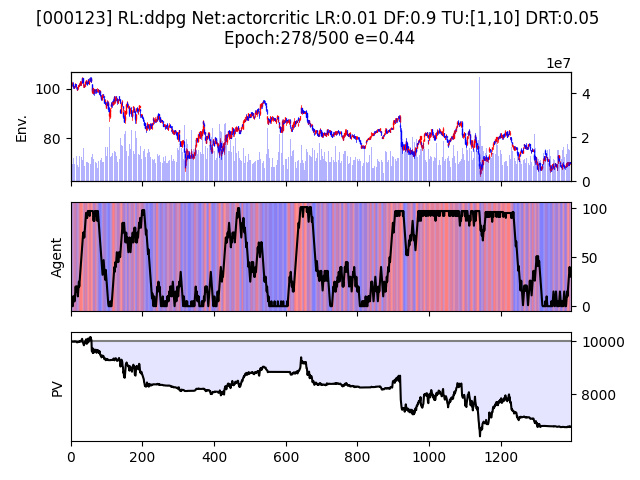 [000123] RL:ddpg Net:actorcritic LR:0.01 DF:0.9 TU:[1,10] DRT:0.05
Epoch:278/500 e=0.44
1e7
100
80
Env.
4
2
0
Agent
100
50
0
PV
10000
8000
0 200 400 600 800 1000 1200